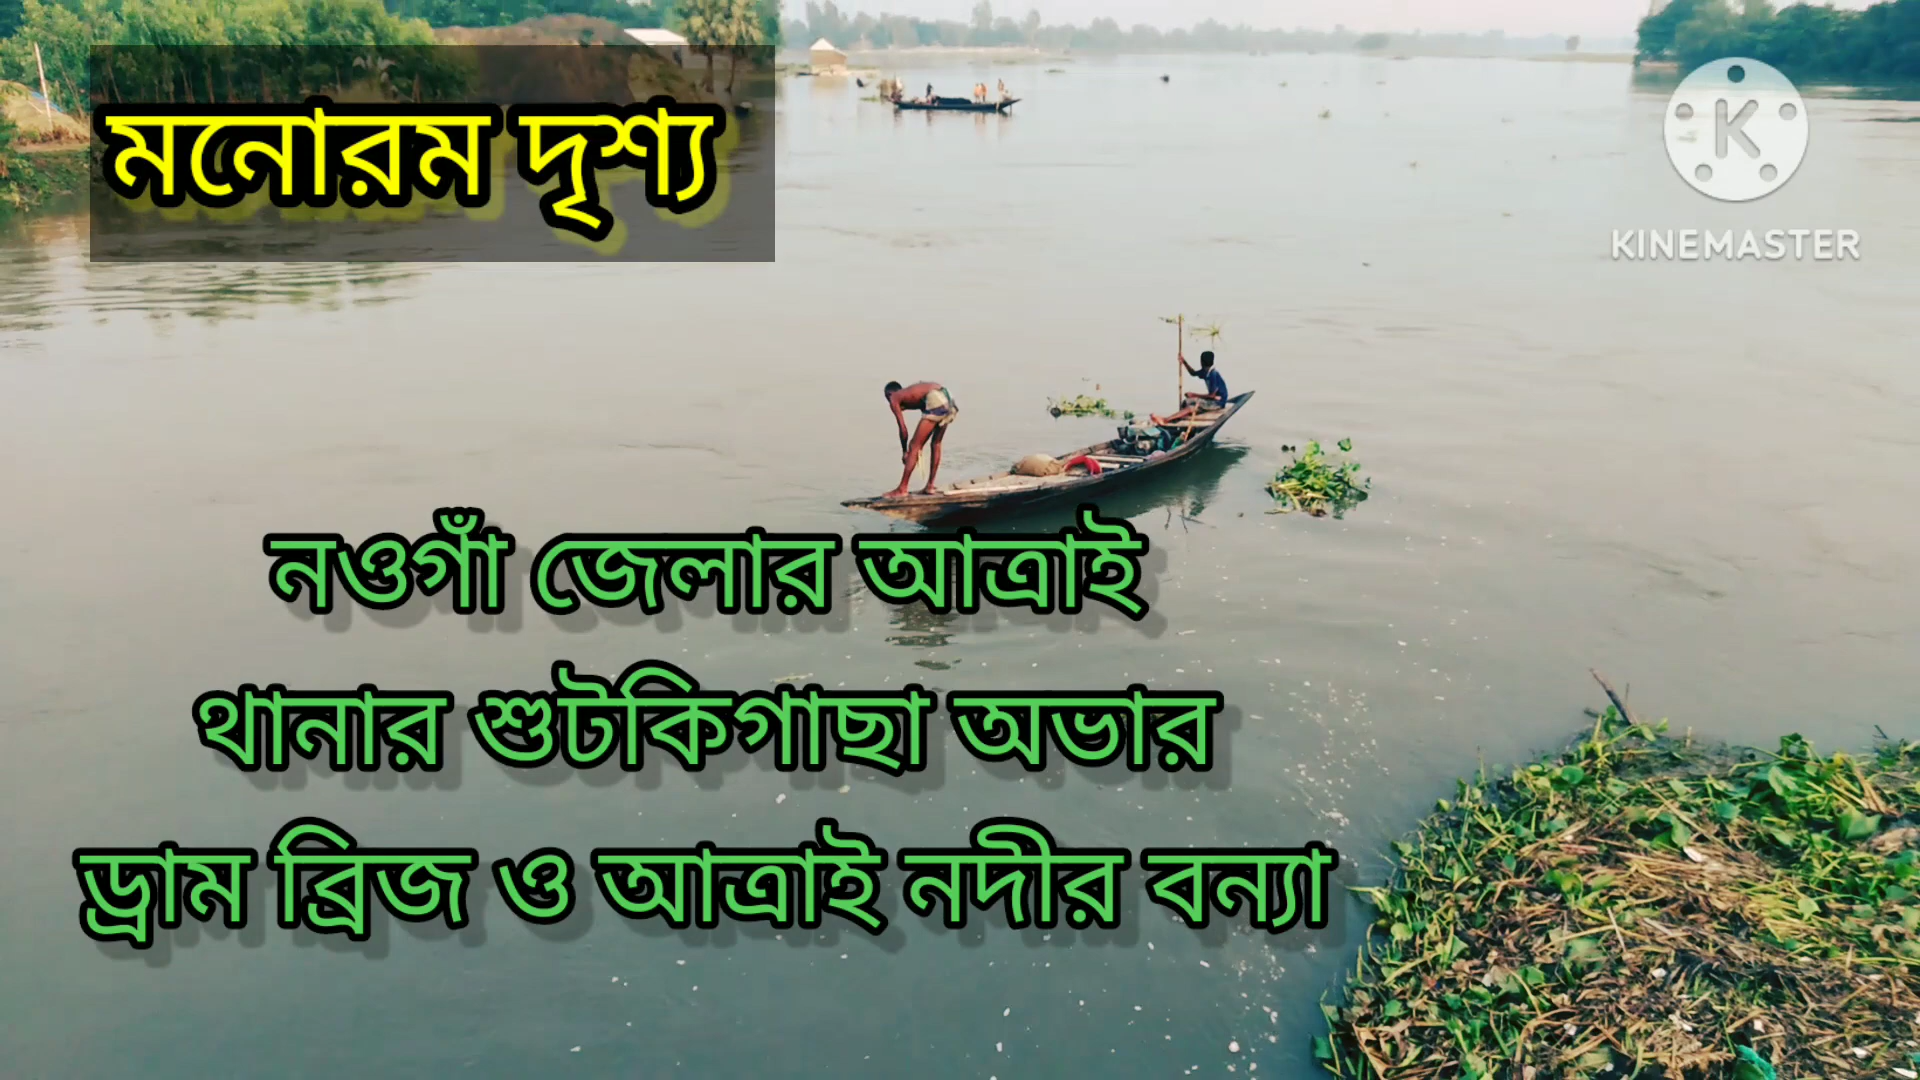 মনোরম দৃশ্য
KINEMASTER
নওগাঁ জেলার আত্রাই
থানার শুটকিগাছা অভার
ড্রাম ব্রিজ ও আত্রাই নদীর বন্যা